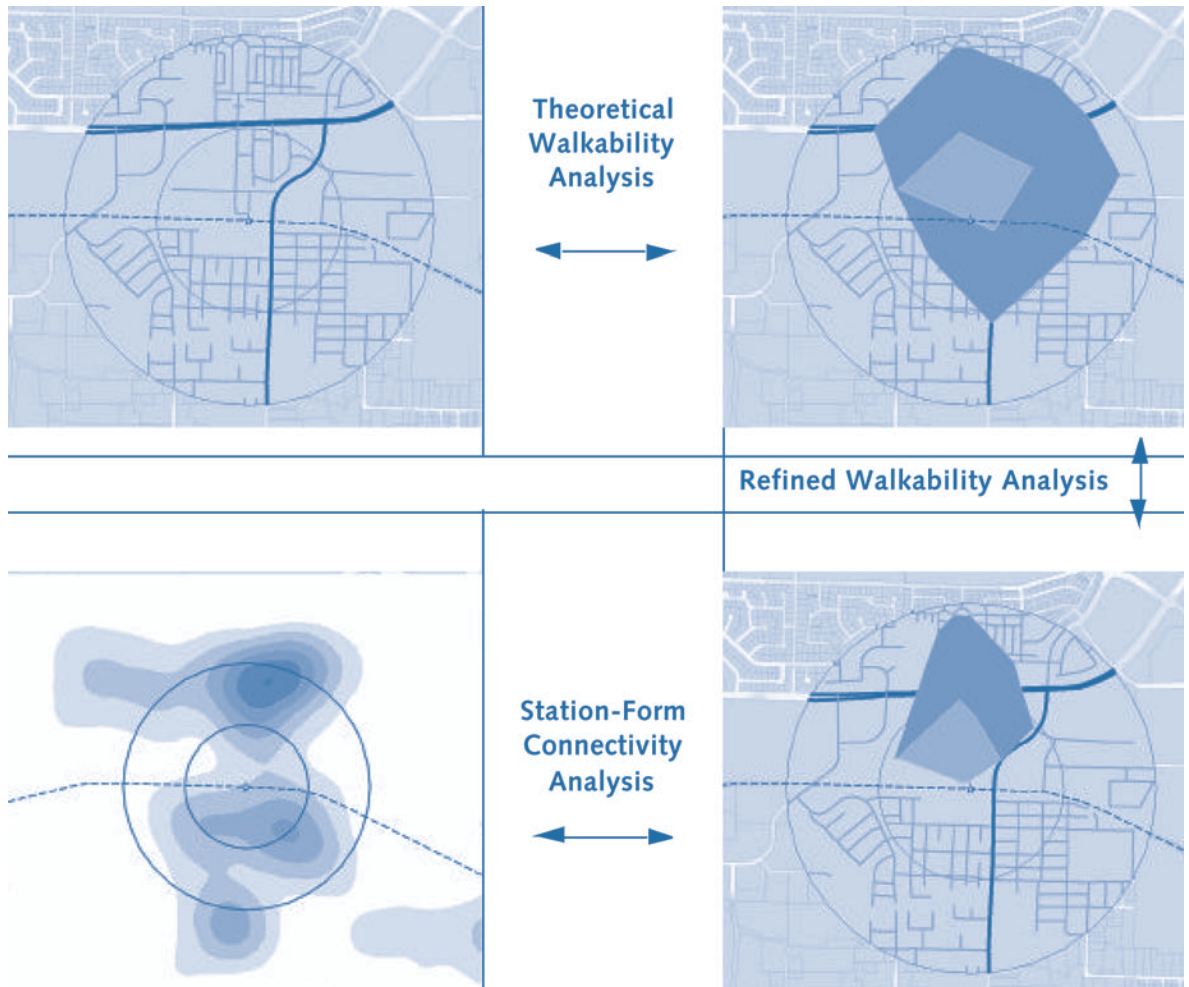 Theoretical
Walkability
Analysis
Refined Walkability Analysis
Station-Form
Connectivity
Analysis